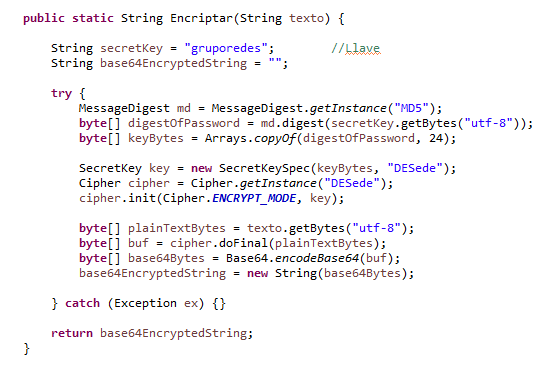 public static String Encriptar(String texto) {
String secretKey = "gruporedes"; //Llave
String base64EncryptedString = "";
try {
MessageDigest md = MessageDigest.getInstance("MD5");
byte[] digestOfPassword = md.digest(secretKey.getBytes("utf-8"));
byte[] keyBytes = Arrays.copyOf(digestOfPassword, 24);
SecretKey key = new SecretKeySpec(keyBytes, "DESede");
Cipher cipher = Cipher.getInstance("DESede");
cipher.init(Cipher.ENCRYPT_MODE, key);
byte[] plainTextBytes = texto.getBytes("utf-8");
byte[] buf = cipher.doFinal(plainTextBytes);
byte[] base64Bytes = Base64.encodeBase64(buf);
base64EncryptedString = new String(base64Bytes);
} catch (Exception ex) {}
return base64EncryptedString;
}